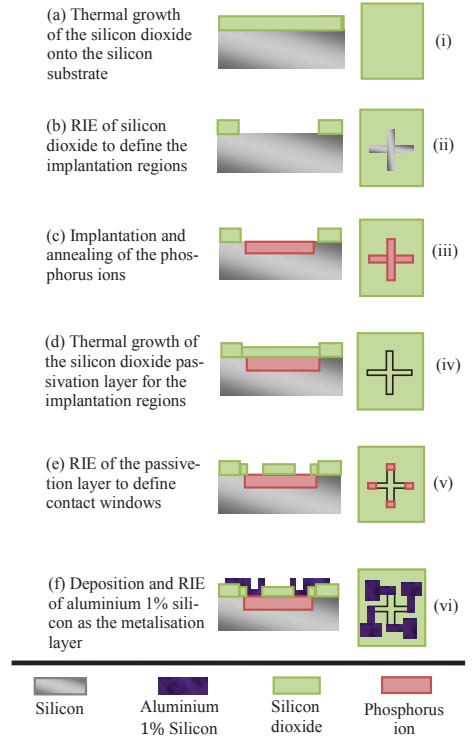 (a) Thermal growth
of the silicon dioxide
onto the silicon
substrate
(i)
(b) RIE of silicon
dioxide to define the
implantation regions
(ii)
(c) Implantation and
annealing of the phos-
phorus ions
(iii)
(d) Thermal growth of
the silicon dioxide pas-
sivation layer for the
implantation regions
(iv)
(e) RIE of the passive-
tion layer to define
contact windows
(v)
(f) Deposition and RIE
of aluminium 1% sili-
con as the metalisation
layer
(vi)
Silicon
Aluminium
1% Silicon
Silicon
dioxide
Phosphorus
ion